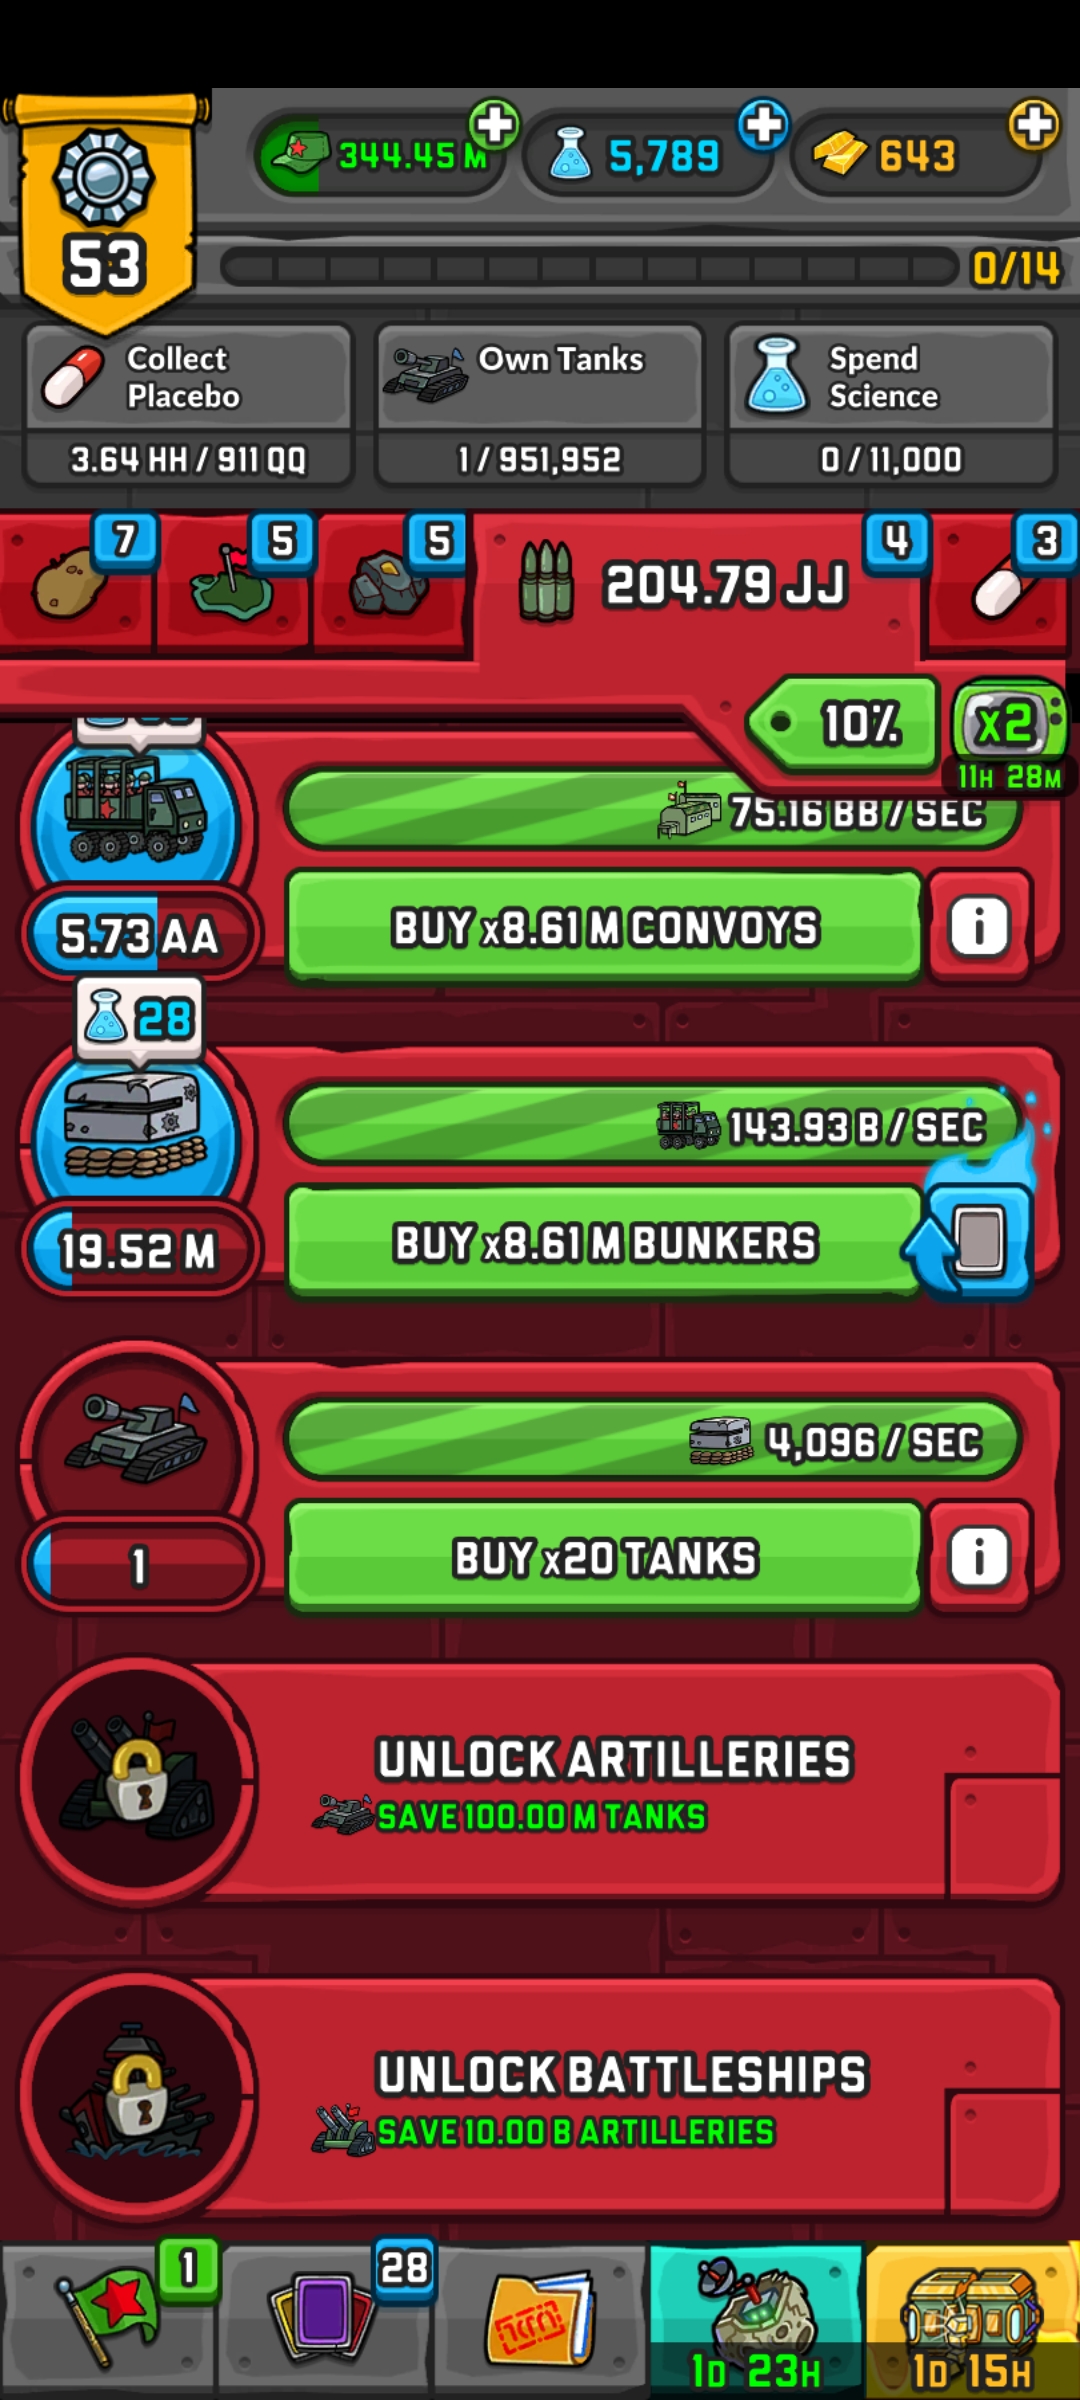 344.45 M
5,789
643
53
0/14
Collect
Placebo
Own Tanks
Spend
Science
3.64 HH / 911 QQ
1 / 951,952
0 / 11,000
7
5
5
204.79 JJ
4
3
10%
x2
11H 28M
75.16 BB / SEC
5.73 AA
BUY x8.61 M CONVOYS
i
28
143.93 B / SEC
19.52 M
BUY x8.61 M BUNKERS
4,096 / SEC
1
BUY x20 TANKS
i
UNLOCK ARTILLERIES
SAVE 100.00 M TANKS
UNLOCK BATTLESHIPS
SAVE 10.00 B ARTILLERIES
1
28
1D 23H
1D 15H